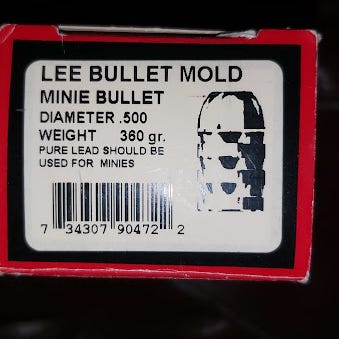 LEE BULLET MOLD
MINIE BULLET
DIAMETER .500
WEIGHT 360 gr.
PURE LEAD SHOULD BE
USED FOR MINIES
7 34307 90472 2